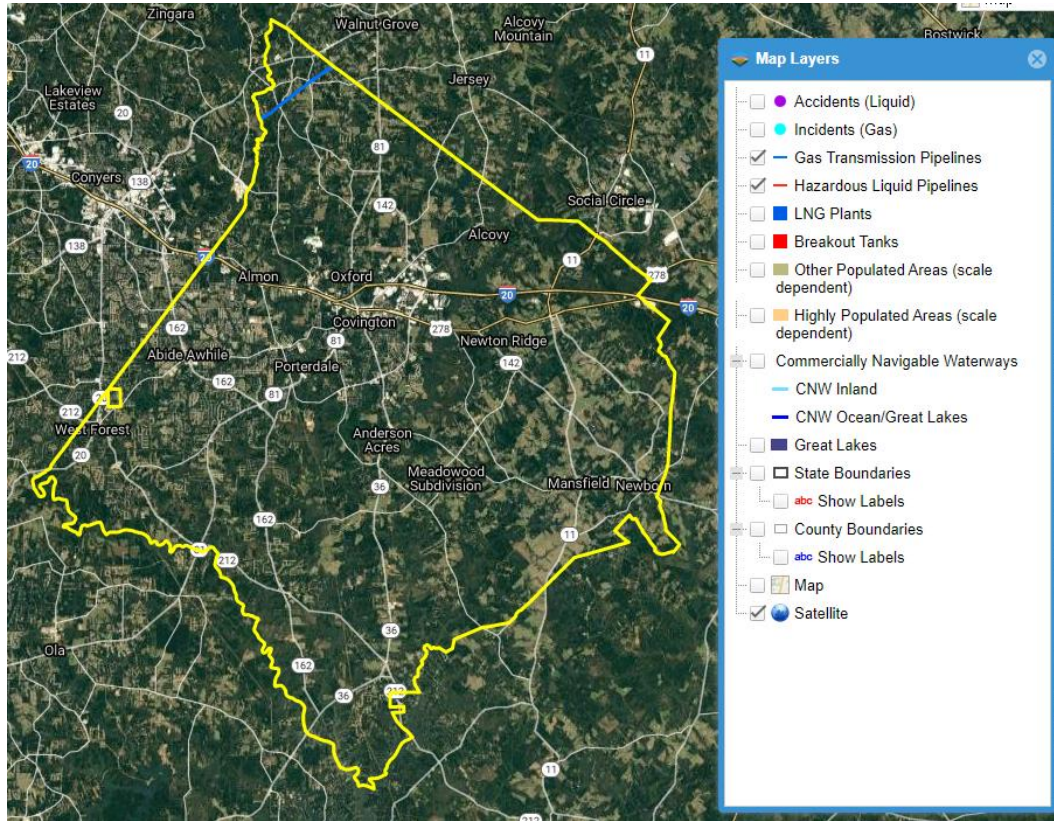 Zingara
Walnut Grove
Alcovy
Mountain
Bostwick
11
Lakeview
Estates
Jersey
20
81
20
Conyers
138
142
Social Circle
138
Alcovy
11
278
20
Almon
Oxford
20
20
Covington
278
162
81
Newton Ridge
212
Abide Awhile
Porterdale
142
162
81
212
20
West Forest
Anderson
Acres
20
Meadowood
Subdivision
Mansfield
Newborn
36
162
11
81
212
36
Ola
162
36
212
11
212
Map Layers
Accidents (Liquid)
Incidents (Gas)
Gas Transmission Pipelines
Hazardous Liquid Pipelines
LNG Plants
Breakout Tanks
Other Populated Areas (scale
dependent)
Highly Populated Areas (scale
dependent)
Commercially Navigable Waterways
CNW Inland
CNW Ocean/Great Lakes
Great Lakes
State Boundaries
abc Show Labels
County Boundaries
abc Show Labels
Map
Satellite